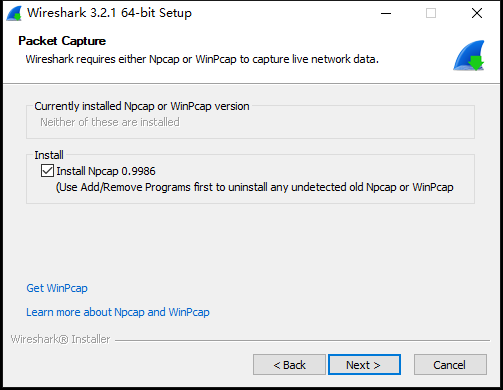 Wireshark 3.2.1 64-bit Setup
Packet Capture
Wireshark requires either Npcap or WinPcap to capture live network data.
Currently installed Npcap or WinPcap version
Neither of these are installed
Install
Install Npcap 0.9986
(Use Add/Remove Programs first to uninstall any undetected old Npcap or WinPcap
Get WinPcap
Learn more about Npcap and WinPcap
Wireshark® Installer
< Back
Next >
Cancel